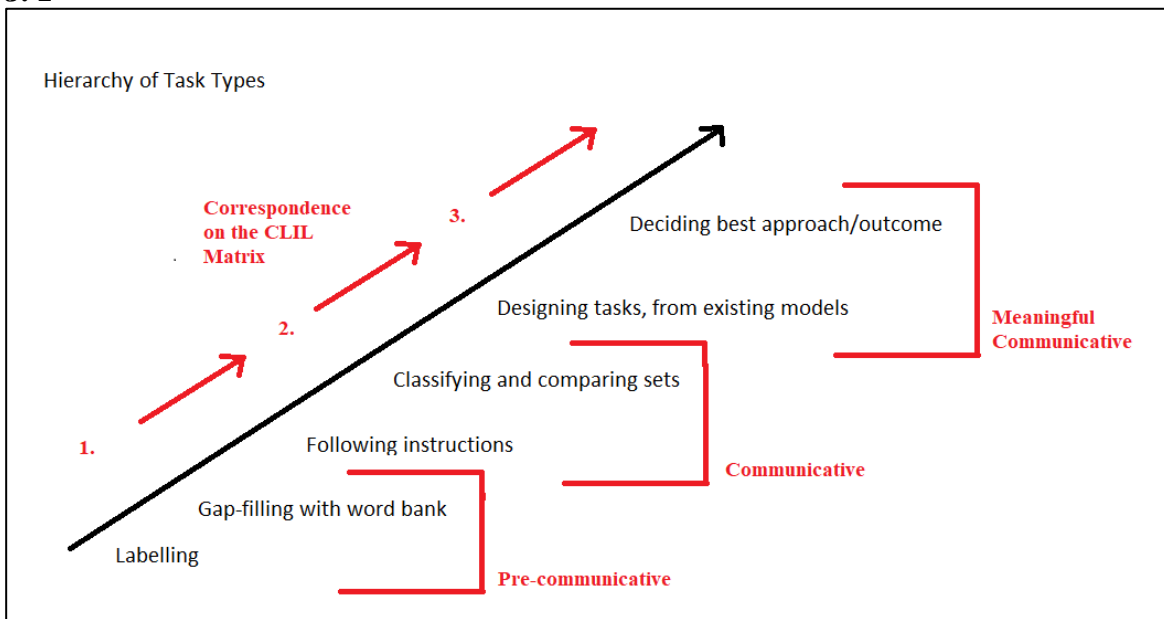 Hierarchy of Task Types
Correspondence
on the CLIL
Matrix
3.
2.
1.
Deciding best approach/outcome
Designing tasks, from existing models
Meaningful
Communicative
Classifying and comparing sets
Following instructions
Communicative
Gap-filling with word bank
Labelling
Pre-communicative